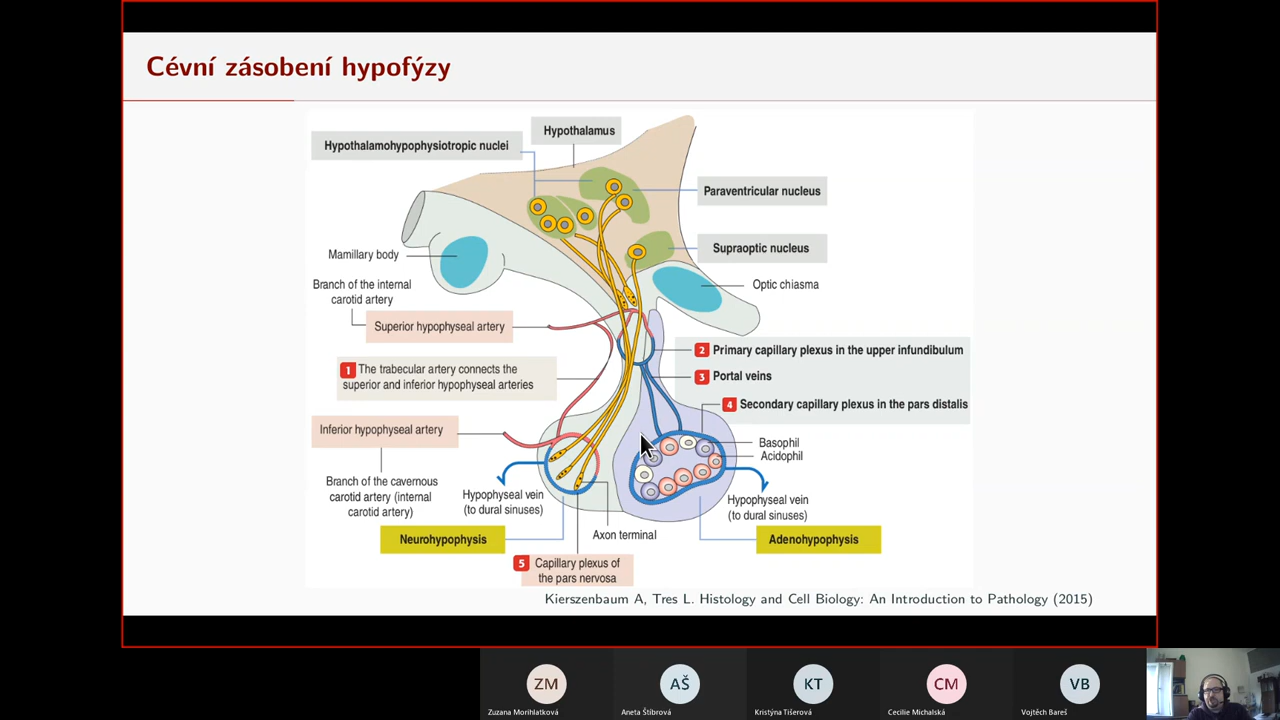 Cévní zásobení hypofýzy
Hypothalamus
Hypothalamohypophysiotropic nuclei
Paraventricular nucleus
Supraoptic nucleus
Mamillary body
Optic chiasma
Branch of the internal
carotid artery
Superior hypophyseal artery
2 Primary capillary plexus in the upper infundibulum
1 The trabecular artery connects the
superior and inferior hypophyseal arteries
3 Portal veins
4 Secondary capillary plexus in the pars distalis
Inferior hypophyseal artery
Basophil
Acidophil
Branch of the cavernous
carotid artery (internal
carotid artery)
Hypophyseal vein
(to dural sinuses)
Hypophyseal vein
(to dural sinuses)
Axon terminal
Neurohypophysis
Adenohypophysis
5 Capillary plexus of
the pars nervosa
Kierszenbaum A, Tres L. Histology and Cell Biology: An Introduction to Pathology (2015)
ZM
AŠ
KT
CM
VB
Zuzana Morihlatková
Aneta Štibrová
Kristýna Tišerová
Cecilie Michalská
Vojtěch Bareš